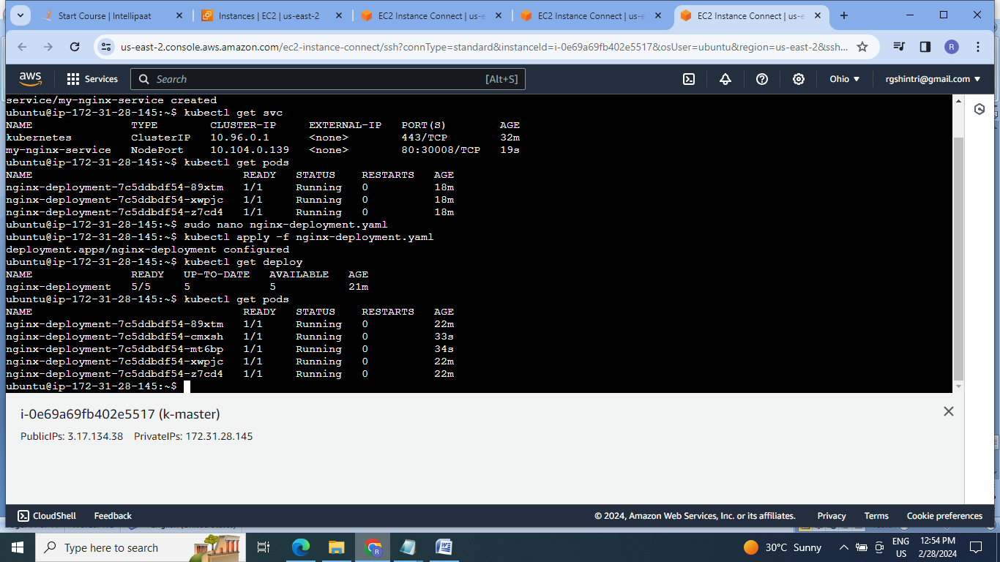 Start Course | Intellipaat
Instances | EC2 | us-east-2
EC2 Instance Connect | us-e
EC2 Instance Connect | us-e
EC2 Instance Connect | us-e
us-east-2.console.aws.amazon.com/ec2-instance-connect/ssh?connType=standard&instanceId=i-0e69a69fb402e5517&osUser=ubuntu&region=us-east-2&ssh...
R
aws
Services
Search
[Alt+S]
Ohio
rgshintri@gmail.com
service/my-nginx-service created
ubuntu@ip-172-31-28-145:~$ kubectl get svc
NAME TYPE CLUSTER-IP EXTERNAL-IP PORT(S) AGE
kubernetes ClusterIP 10.96.0.1 <none> 443/TCP 32m
my-nginx-service NodePort 10.104.0.139 <none> 80:30008/TCP 19s
ubuntu@ip-172-31-28-145:~$ kubectl get pods
NAME READY STATUS RESTARTS AGE
nginx-deployment-7c5ddbdf54-89xtm 1/1 Running 0 18m
nginx-deployment-7c5ddbdf54-xwpjc 1/1 Running 0 18m
nginx-deployment-7c5ddbdf54-z7cd4 1/1 Running 0 18m
ubuntu@ip-172-31-28-145:~$ sudo nano nginx-deployment.yaml
ubuntu@ip-172-31-28-145:~$ kubectl apply -f nginx-deployment.yaml
deployment.apps/nginx-deployment configured
ubuntu@ip-172-31-28-145:~$ kubectl get deploy
NAME READY UP-TO-DATE AVAILABLE AGE
nginx-deployment 5/5 5 5 21m
ubuntu@ip-172-31-28-145:~$ kubectl get pods
NAME READY STATUS RESTARTS AGE
nginx-deployment-7c5ddbdf54-89xtm 1/1 Running 0 22m
nginx-deployment-7c5ddbdf54-cmxsh 1/1 Running 0 33s
nginx-deployment-7c5ddbdf54-mt6bp 1/1 Running 0 34s
nginx-deployment-7c5ddbdf54-xwpjc 1/1 Running 0 22m
nginx-deployment-7c5ddbdf54-z7cd4 1/1 Running 0 22m
ubuntu@ip-172-31-28-145:~$
i-0e69a69fb402e5517 (k-master)
PublicIPs: 3.17.134.38 PrivateIPs: 172.31.28.145
CloudShell
Feedback
© 2024, Amazon Web Services, Inc. or its affiliates.
Privacy
Terms
Cookie preferences
Type here to search
30°C Sunny
ENG
US
12:54 PM
2/28/2024